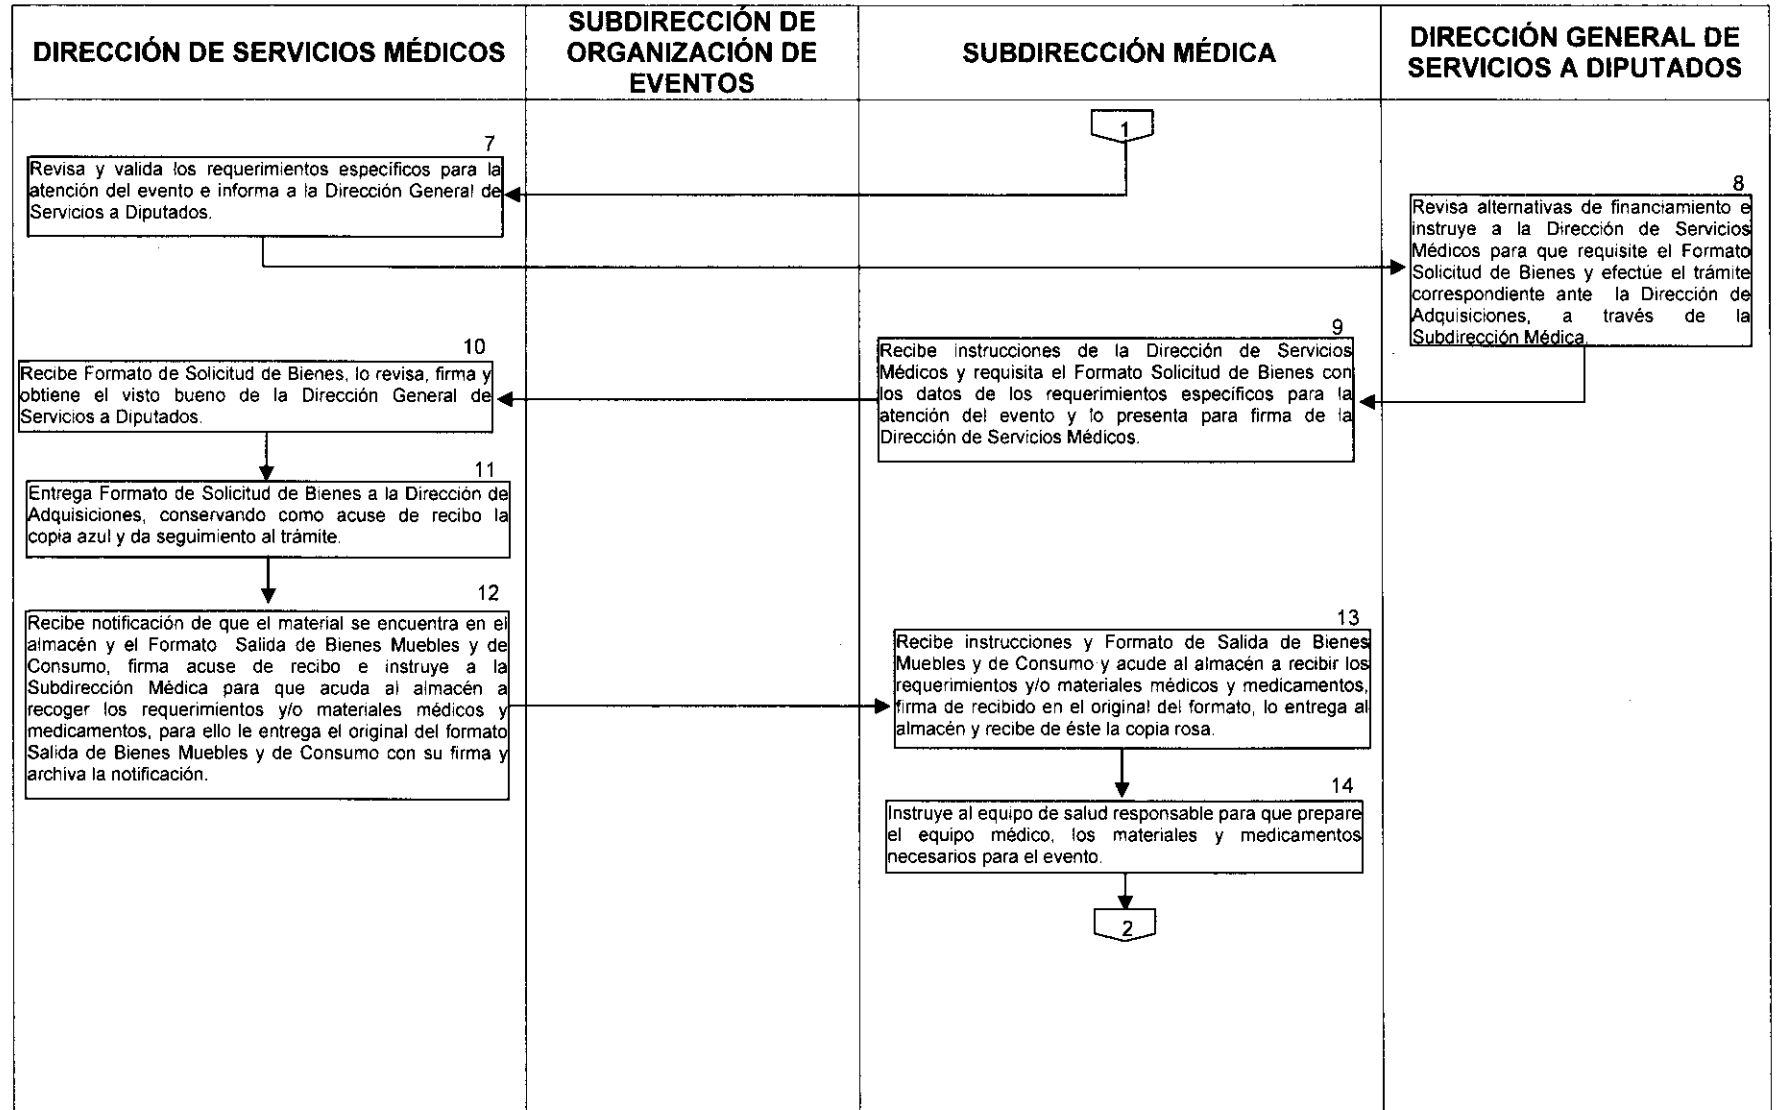 DIRECCIÓN DE SERVICIOS MÉDICOS
SUBDIRECCIÓN DE
ORGANIZACIÓN DE
EVENTOS
SUBDIRECCIÓN MÉDICA
DIRECCIÓN GENERAL DE
SERVICIOS A DIPUTADOS
1
7
Revisa y valida los requerimientos específicos para la
atención del evento e informa a la Dirección General de
Servicios a Diputados.
8
Revisa alternativas de financiamiento e
instruye a la Dirección de Servicios
Médicos para que requisite el Formato
Solicitud de Bienes y efectúe el trámite
correspondiente ante la Dirección de
Adquisiciones, a través de la
Subdirección Médica.
9
Recibe instrucciones de la Dirección de Servicios
Médicos y requisita el Formato Solicitud de Bienes con
los datos de los requerimientos específicos para la
atención del evento y lo presenta para firma de la
Dirección de Servicios Médicos.
10
Recibe Formato de Solicitud de Bienes, lo revisa, firma y
obtiene el visto bueno de la Dirección General de
Servicios a Diputados.
11
Entrega Formato de Solicitud de Bienes a la Dirección de
Adquisiciones, conservando como acuse de recibo la
copia azul y da seguimiento al trámite.
12
Recibe notificación de que el material se encuentra en el
almacén y el Formato Salida de Bienes Muebles y de
Consumo, firma acuse de recibo e instruye a la
Subdirección Médica para que acuda al almacén a
recoger los requerimientos y/o materiales médicos y
medicamentos, para ello le entrega el original del formato
Salida de Bienes Muebles y de Consumo con su firma y
archiva la notificación.
13
Recibe instrucciones y Formato de Salida de Bienes
Muebles y de Consumo y acude al almacén a recibir los
requerimientos y/o materiales médicos y medicamentos,
firma de recibido en el original del formato, lo entrega al
almacén y recibe de éste la copia rosa.
14
Instruye al equipo de salud responsable para que prepare
el equipo médico, los materiales y medicamentos
necesarios para el evento.
2